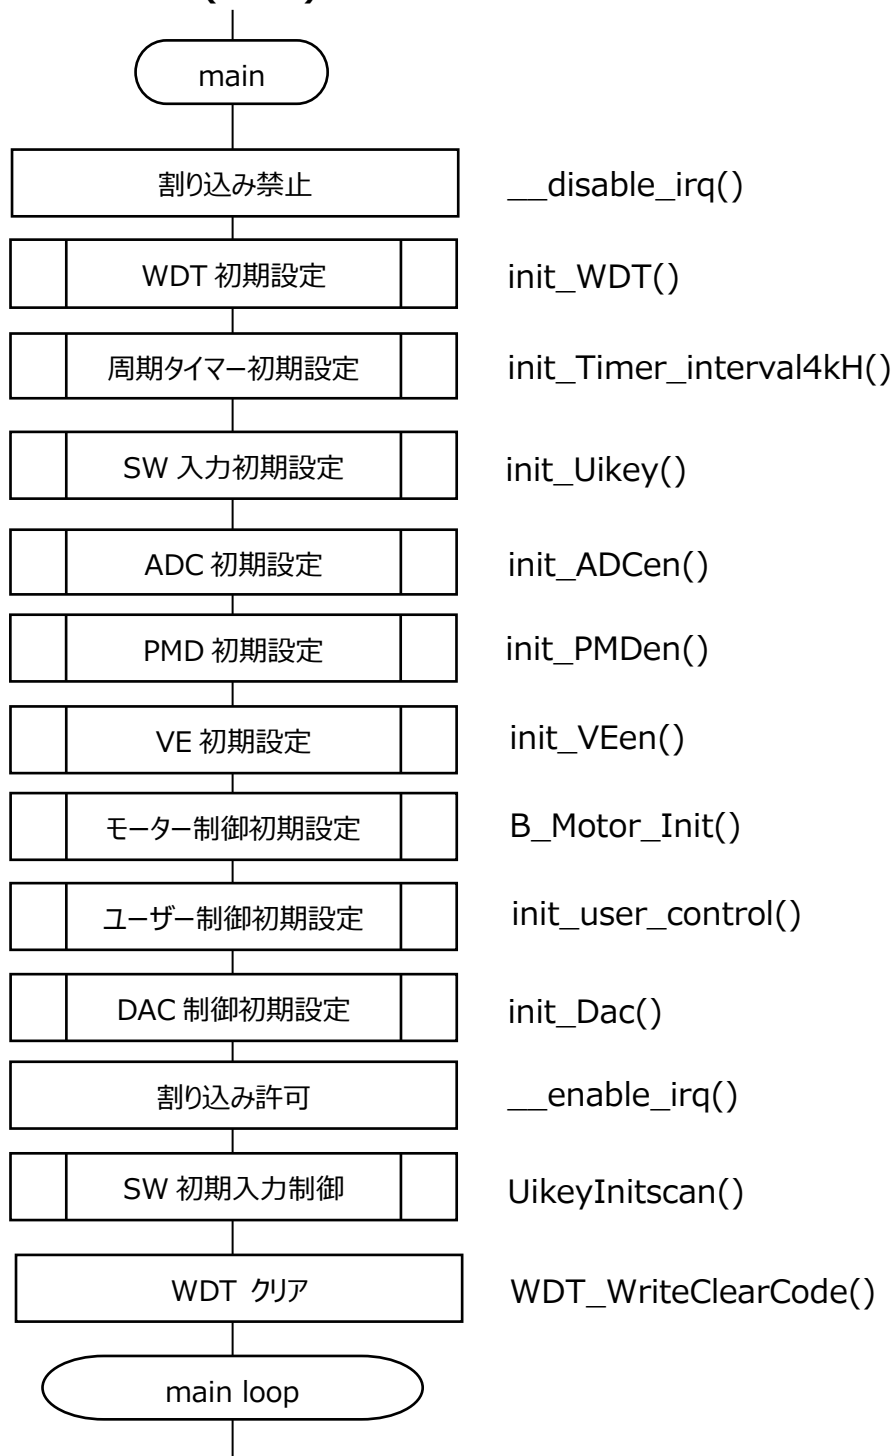 main
割り込み禁止 __disable_irq()
WDT 初期設定 init_WDT()
周期タイマー初期設定 init_Timer_interval4kH()
SW 入力初期設定 init_Uikey()
ADC 初期設定 init_ADCen()
PMD 初期設定 init_PMDen()
VE 初期設定 init_VEen()
モーター制御初期設定 B_Motor_Init()
ユーザー制御初期設定 init_user_control()
DAC 制御初期設定 init_Dac()
割り込み許可 __enable_irq()
SW 初期入力制御 UikeyInitscan()
WDT クリア WDT_WriteClearCode()
main loop